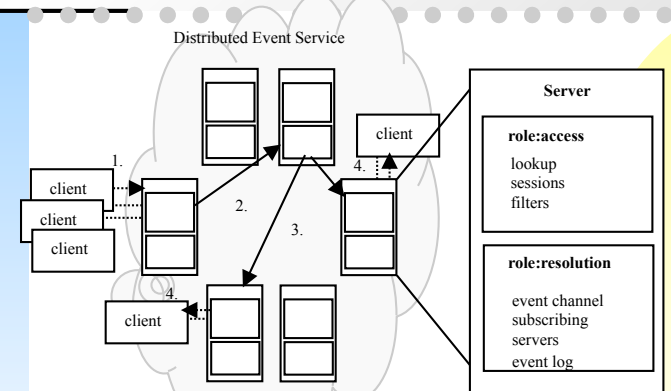 Distributed Event Service
Server
role:access
lookup
sessions
filters
role:resolution
event channel
subscribing
servers
event log
client
4.
1.
client
client
client
2.
3.
4.
client